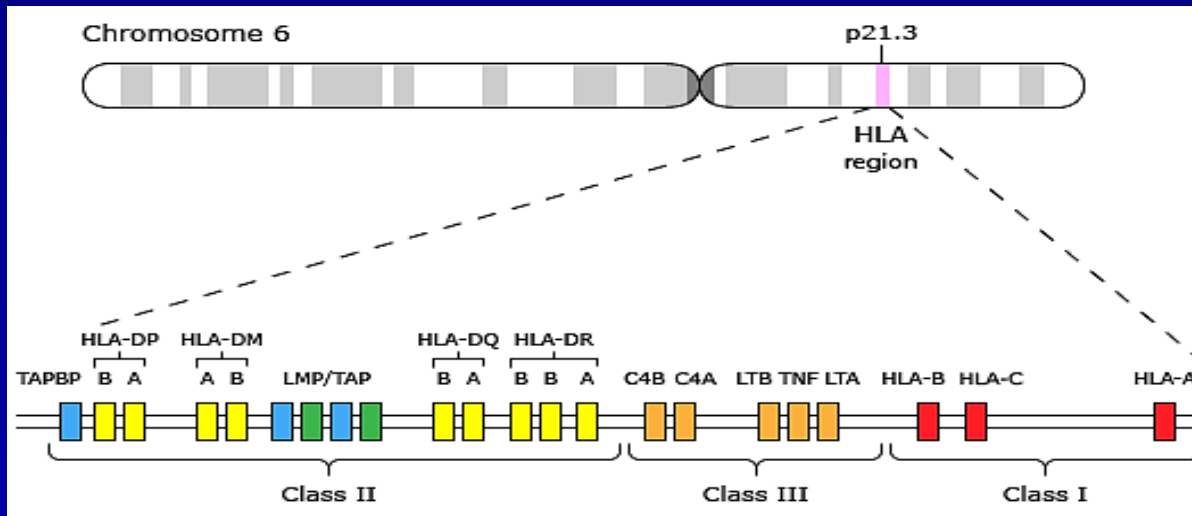 Chromosome 6
p21.3
HLA
region
HLA-DP HLA-DM HLA-DQ HLA-DR
TAPBP B A A B LMP/TAP B A B B A C4B C4A LTB TNF LTA HLA-B HLA-C HLA-A
Class II Class III Class I